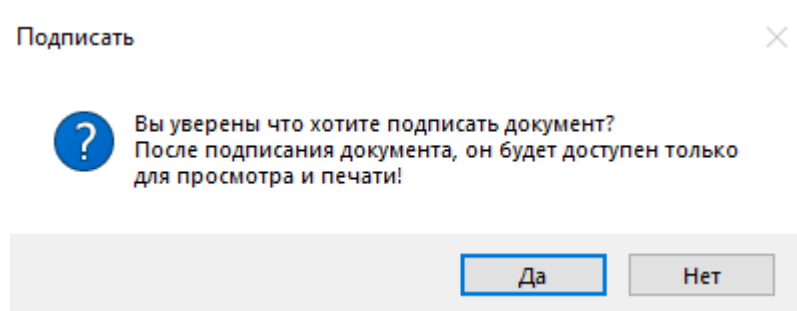 Подписать
Вы уверены что хотите подписать документ?
После подписания документа, он будет доступен только
для просмотра и печати!
Да
Нет